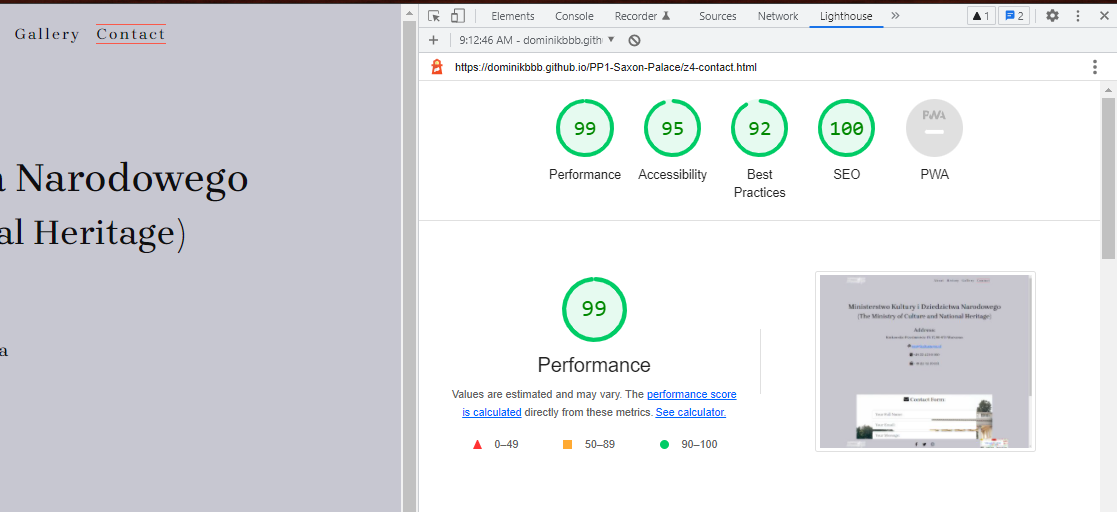 Gallery Contact
a Narodowego
al Heritage)
a
Elements Console Recorder Sources Network Lighthouse » 1 2
+ 9:12:46 AM - dominikbbb.gith
https://dominikbbb.github.io/PP1-Saxon-Palace/z4-contact.html
99 95 92 100 PWA
Performance Accessibility Best Practices SEO PWA
99
Performance
Values are estimated and may vary. The performance score
is calculated directly from these metrics. See calculator.
0–49 50–89 90–100
Ministerstwo Kultury i Dziedzictwa Narodowego
(The Ministry of Culture and National Heritage)
Address:
Contact Form